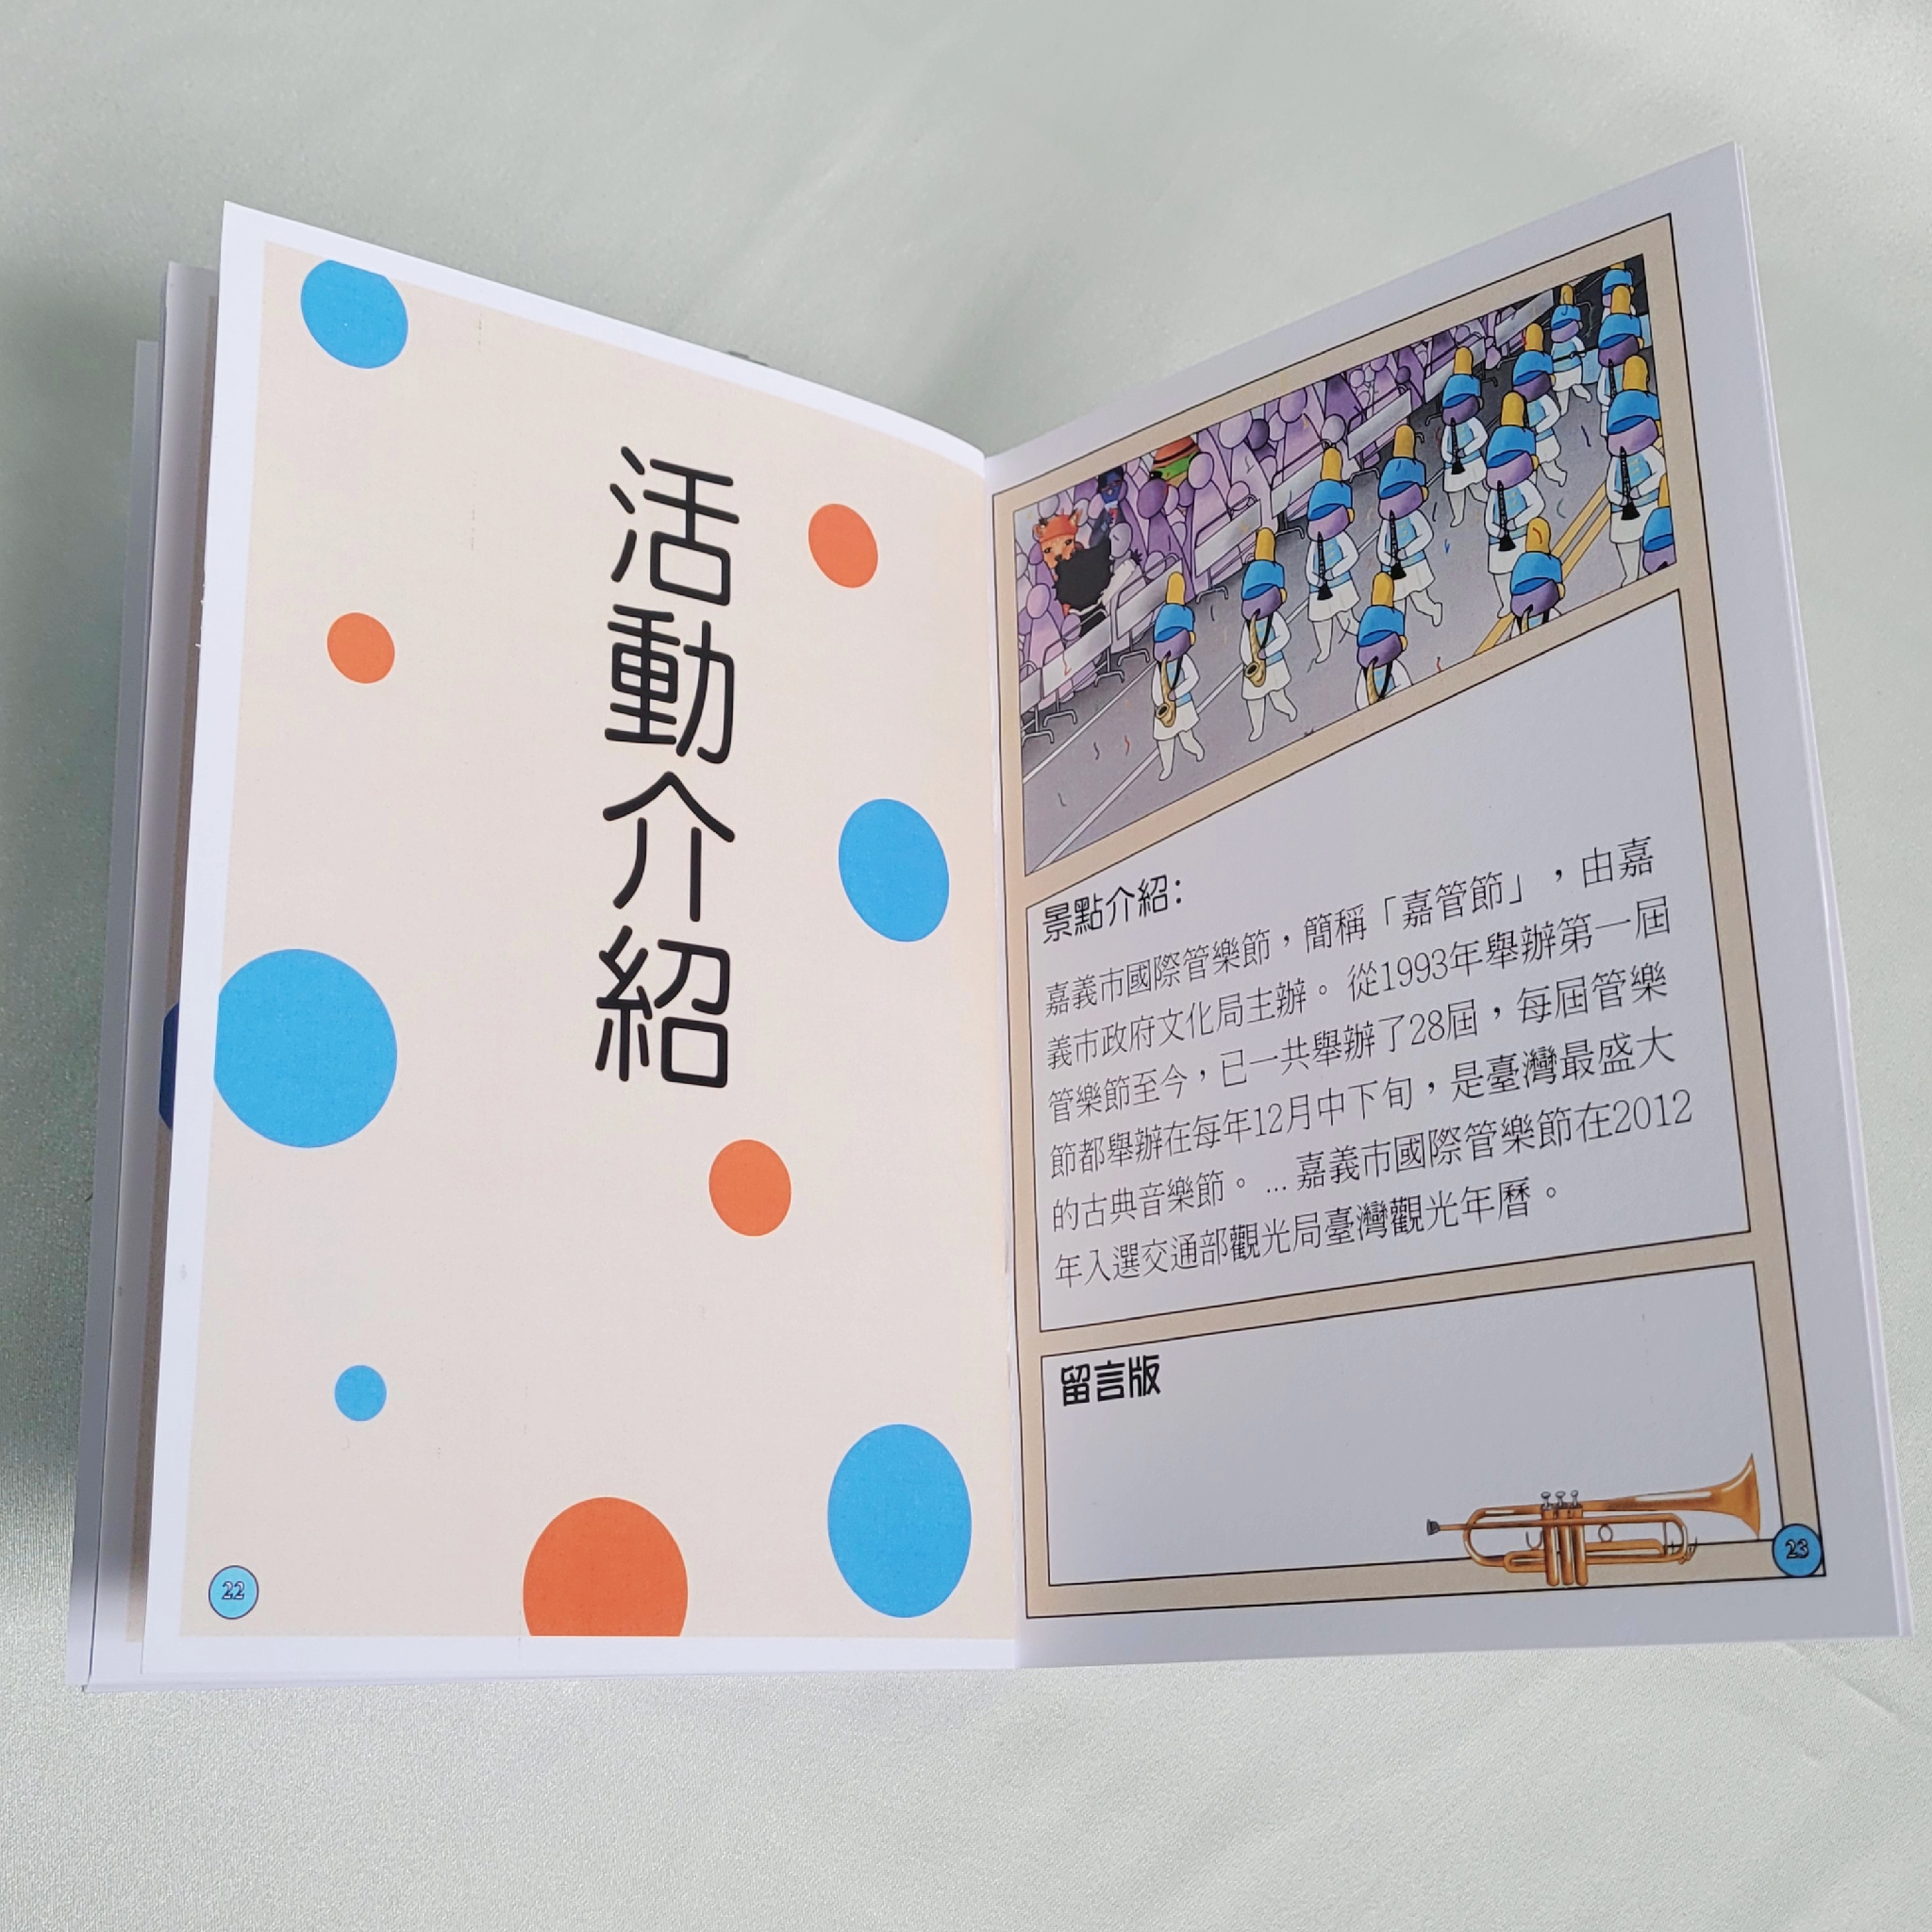 活動介紹
22
景點介紹：
嘉義市國際管樂節，簡稱「嘉管節」，由嘉
義市政府文化局主辦。從1993年舉辦第一屆
管樂節至今，已一共舉辦了28屆，每屆管樂
節都舉辦在每年12月中下旬，是臺灣最盛大
的古典音樂節。... 嘉義市國際管樂節在2012
年入選交通部觀光局臺灣觀光年曆。
留言版
23